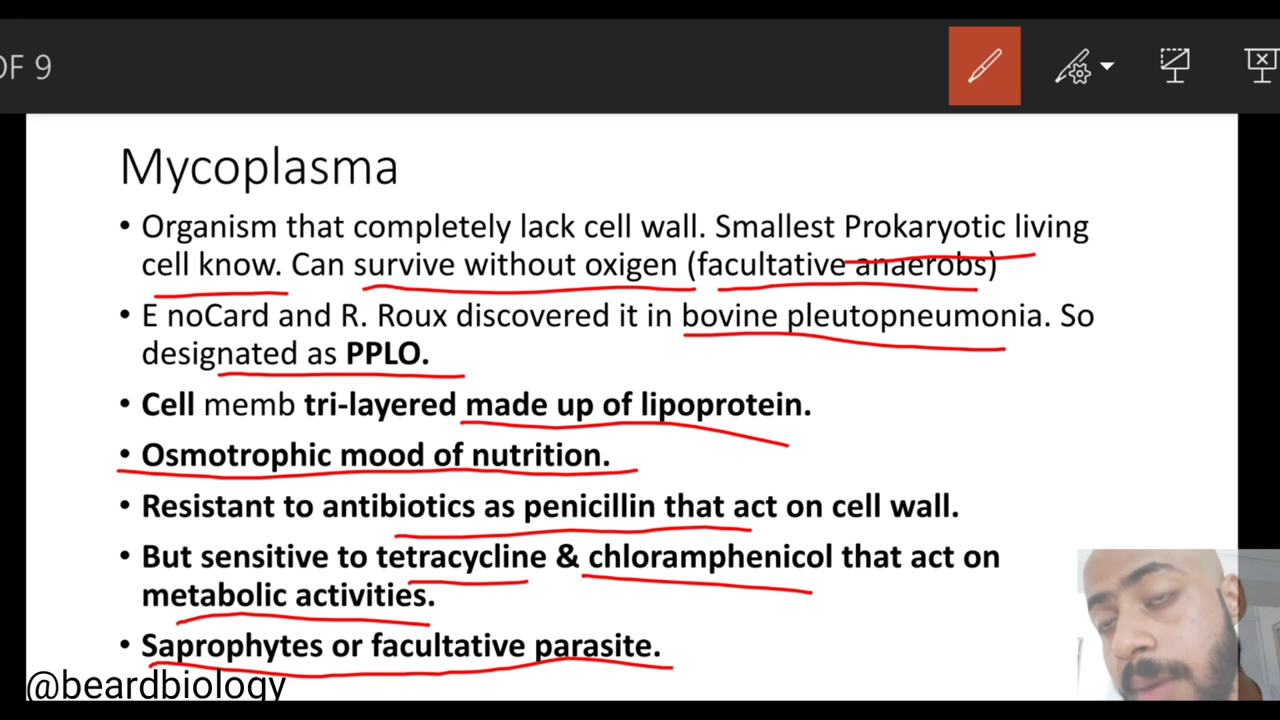 OF 9
Mycoplasma
• Organism that completely lack cell wall. Smallest Prokaryotic living
cell know. Can survive without oxigen (facultative anaerobs)
• E noCard and R. Roux discovered it in bovine pleutopneumonia. So
designated as PPLO.
• Cell memb tri-layered made up of lipoprotein.
• Osmotrophic mood of nutrition.
• Resistant to antibiotics as penicillin that act on cell wall.
• But sensitive to tetracycline & chloramphenicol that act on
metabolic activities.
• Saprophytes or facultative parasite.
@beardbiology